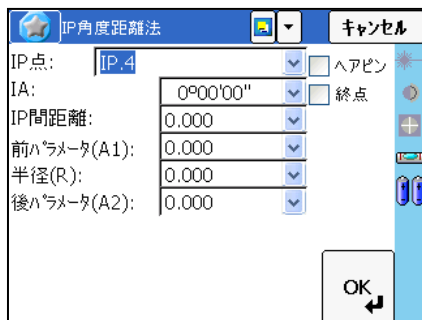 IP角度距離法
キャンセル
IP点: IP.4 ヘアピン
IA: 0°00'00" 終点
IP間距離: 0.000
前ﾊﾟﾗﾒｰﾀ(A1): 0.000
半径(R): 0.000
後ﾊﾟﾗﾒｰﾀ(A2): 0.000
OK